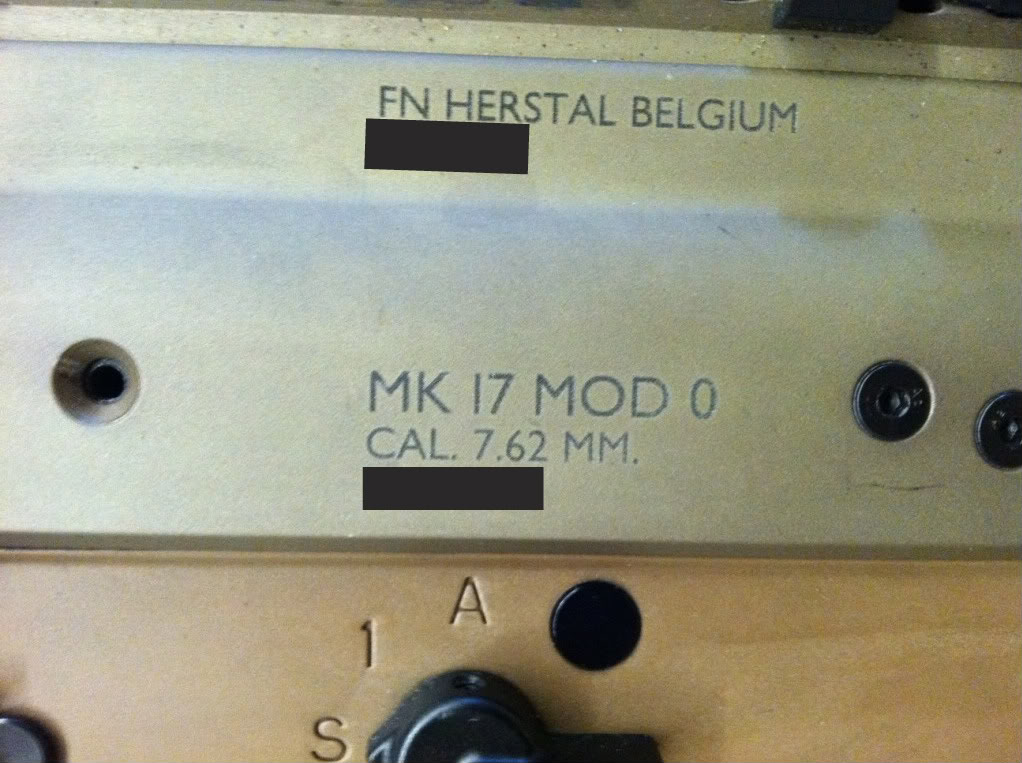 FN HERSTAL BELGIUM
MK 17 MOD 0
CAL. 7.62 MM.
A
1
S